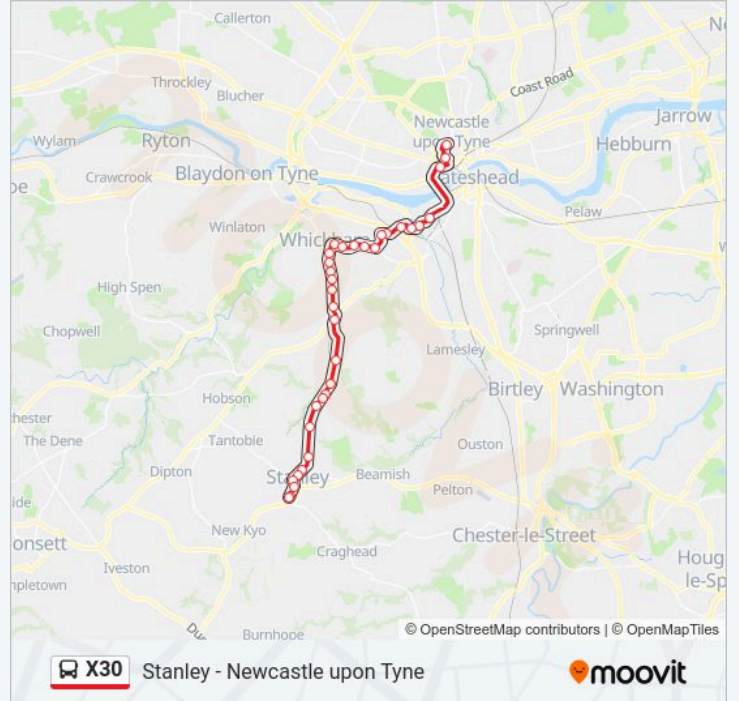 Callerton
Ne
Throckley
Coast Road
Blucher
Newcastle
upon Tyne
Jarrow
Wylam
Ryton
Hebburn
Crawcrook
Blaydon on Tyne
ateshead
oe
Pelaw
Winlaton
Whickham
W
High Spen
Chopwell
Springwell
Lamesley
Birtley
Washington
Hobson
hester
The Dene
Tantobie
Ouston
Dipton
Stanley
Beamish
Pelton
ide
New Kyo
Chester-le-Street
onsett
Craghead
Houg
le-Sp
Iveston
mpletown
Du
Burnhope
© OpenStreetMap contributors | © OpenMapTiles
X30 Stanley - Newcastle upon Tyne
moovit